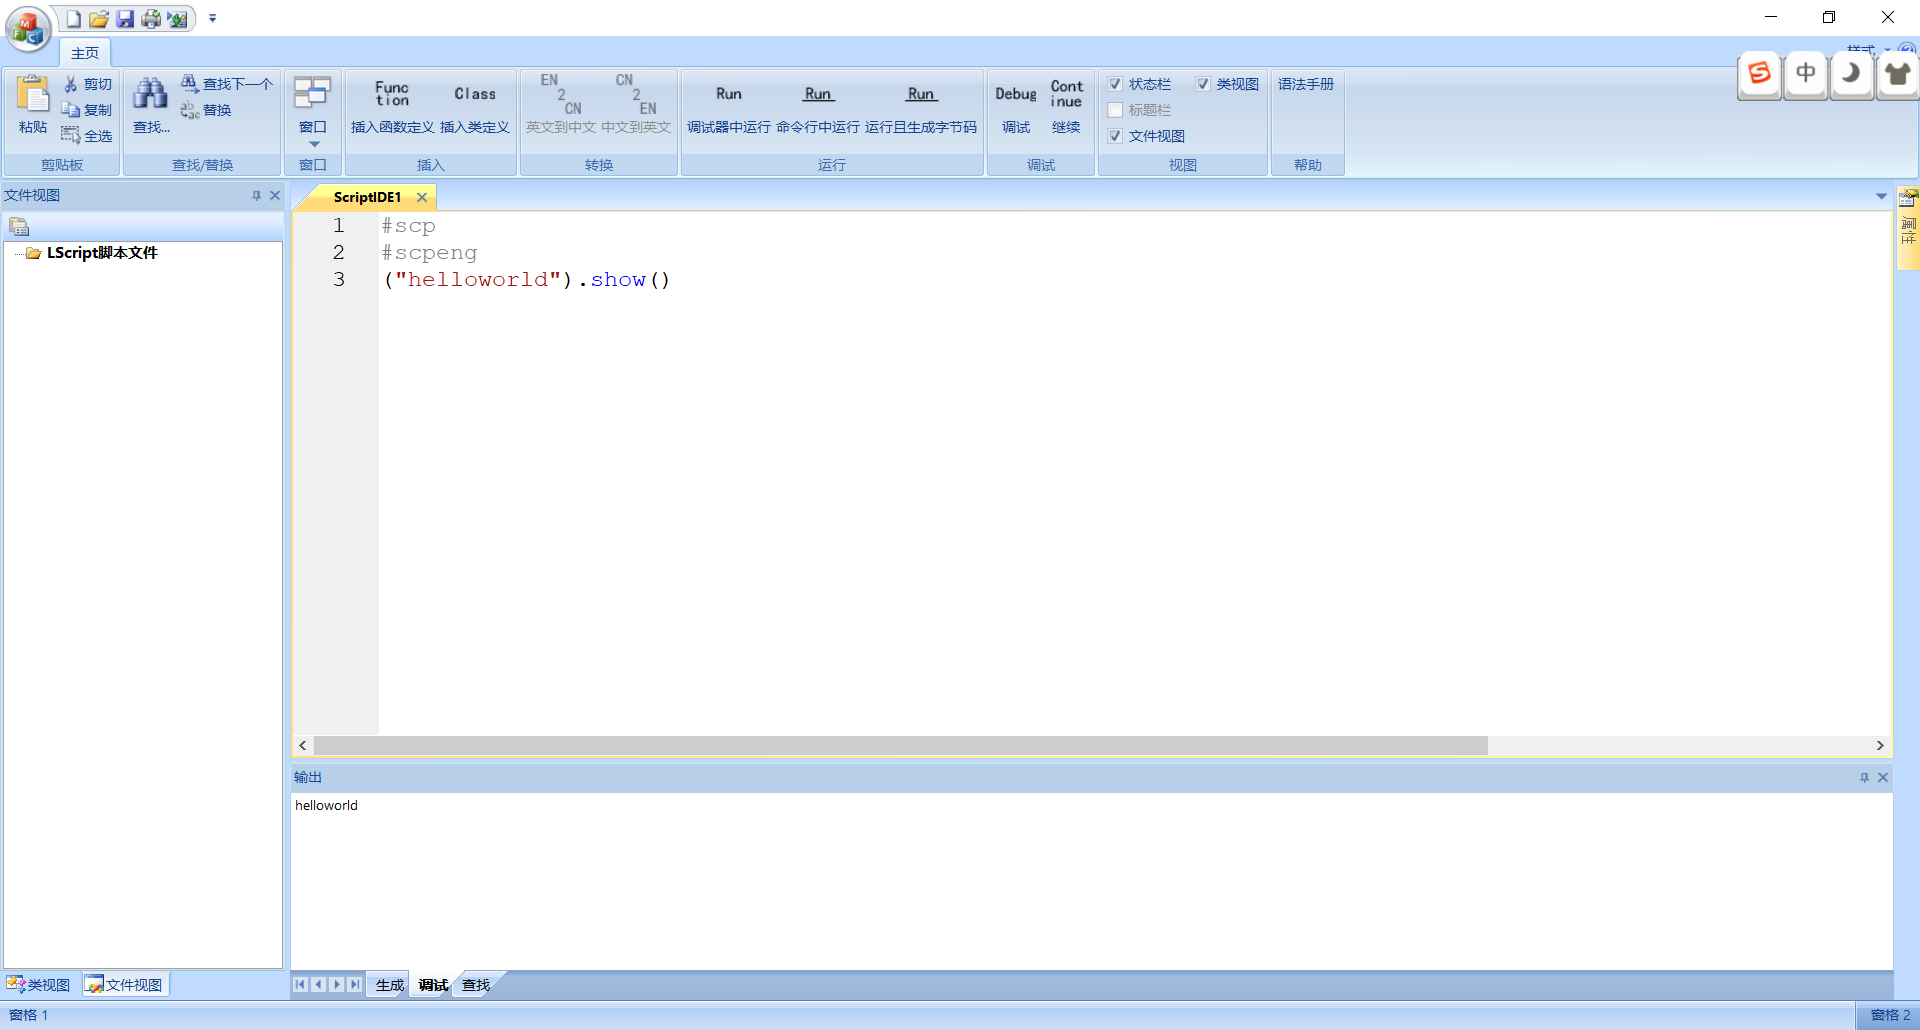 主页
样式
剪切
复制
全选
粘贴
剪贴板
查找...
查找下一个
替换
查找/替换
窗口
窗口
Func
tion
插入函数定义
Class
插入类定义
插入
EN
2
CN
英文到中文
CN
2
EN
中文到英文
转换
Run
调试器中运行
Run
命令行中运行
Run
运行且生成字节码
运行
Debug
调试
Cont
inue
继续
调试
状态栏
类视图
标题栏
文件视图
视图
语法手册
帮助
中
文件视图
LScript脚本文件
ScriptIDE1
1 #scp
2 #scpeng
3 ("helloworld").show()
属性
输出
helloworld
类视图
文件视图
生成
调试
查找
窗格 1
窗格 2